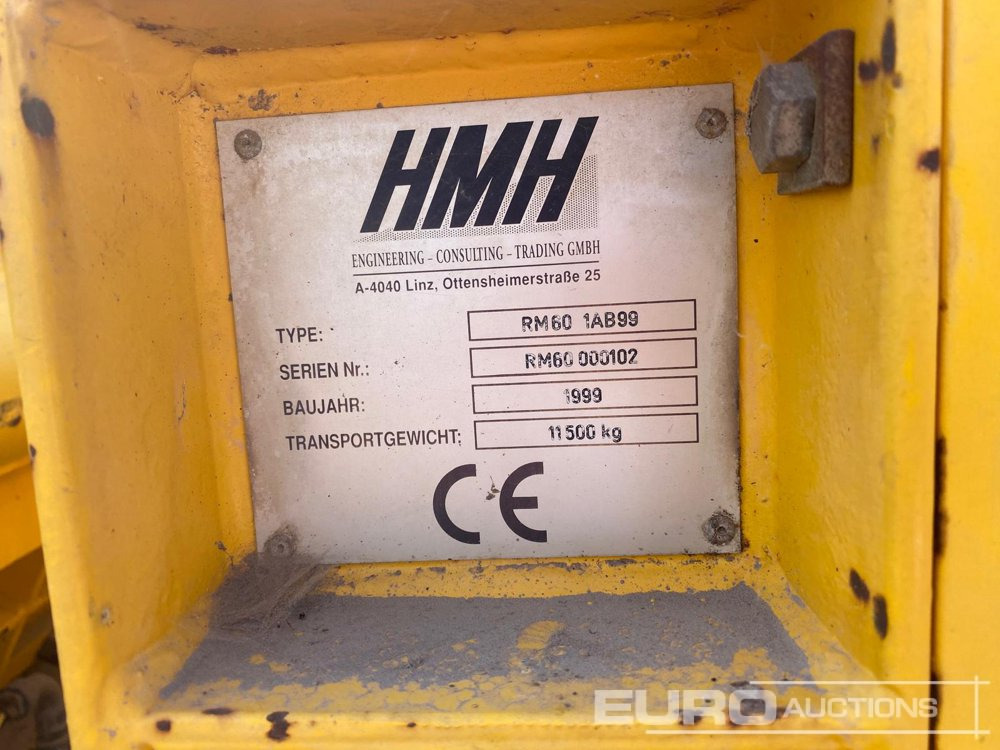 HMH
ENGINEERING – CONSULTING – TRADING GMBH
A-4040 Linz, Ottensheimerstraße 25
TYPE: RM60 1AB99
SERIEN Nr.: RM60 000102
BAUJAHR: 1999
TRANSPORTGEWICHT: 11500 kg
CE
EURO AUCTIONS